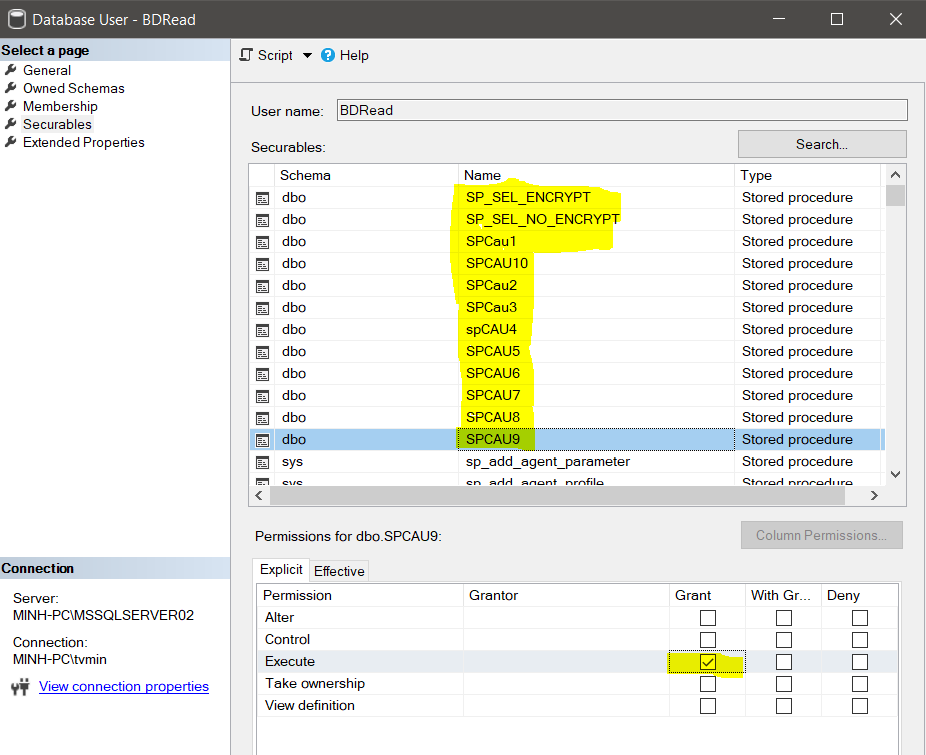 Database User - BDRead
Select a page
General
Owned Schemas
Membership
Securables
Extended Properties
Script
Help
User name: BDRead
Securables:
Search...
Schema Name Type
dbo SP_SEL_ENCRYPT Stored procedure
dbo SP_SEL_NO_ENCRYPT Stored procedure
dbo SPCau1 Stored procedure
dbo SPCAU10 Stored procedure
dbo SPCau2 Stored procedure
dbo SPCau3 Stored procedure
dbo spCAU4 Stored procedure
dbo SPCAU5 Stored procedure
dbo SPCAU6 Stored procedure
dbo SPCAU7 Stored procedure
dbo SPCAU8 Stored procedure
dbo SPCAU9 Stored procedure
sys sp_add_agent_parameter Stored procedure
sys sp_add_agent_profile Stored procedure
Permissions for dbo.SPCAU9:
Column Permissions...
Explicit Effective
Permission Grantor Grant With Gr... Deny
Alter
Control
Execute
Take ownership
View definition
Connection
Server:
MINH-PC\MSSQLSERVER02
Connection:
MINH-PC\tvmin
View connection properties